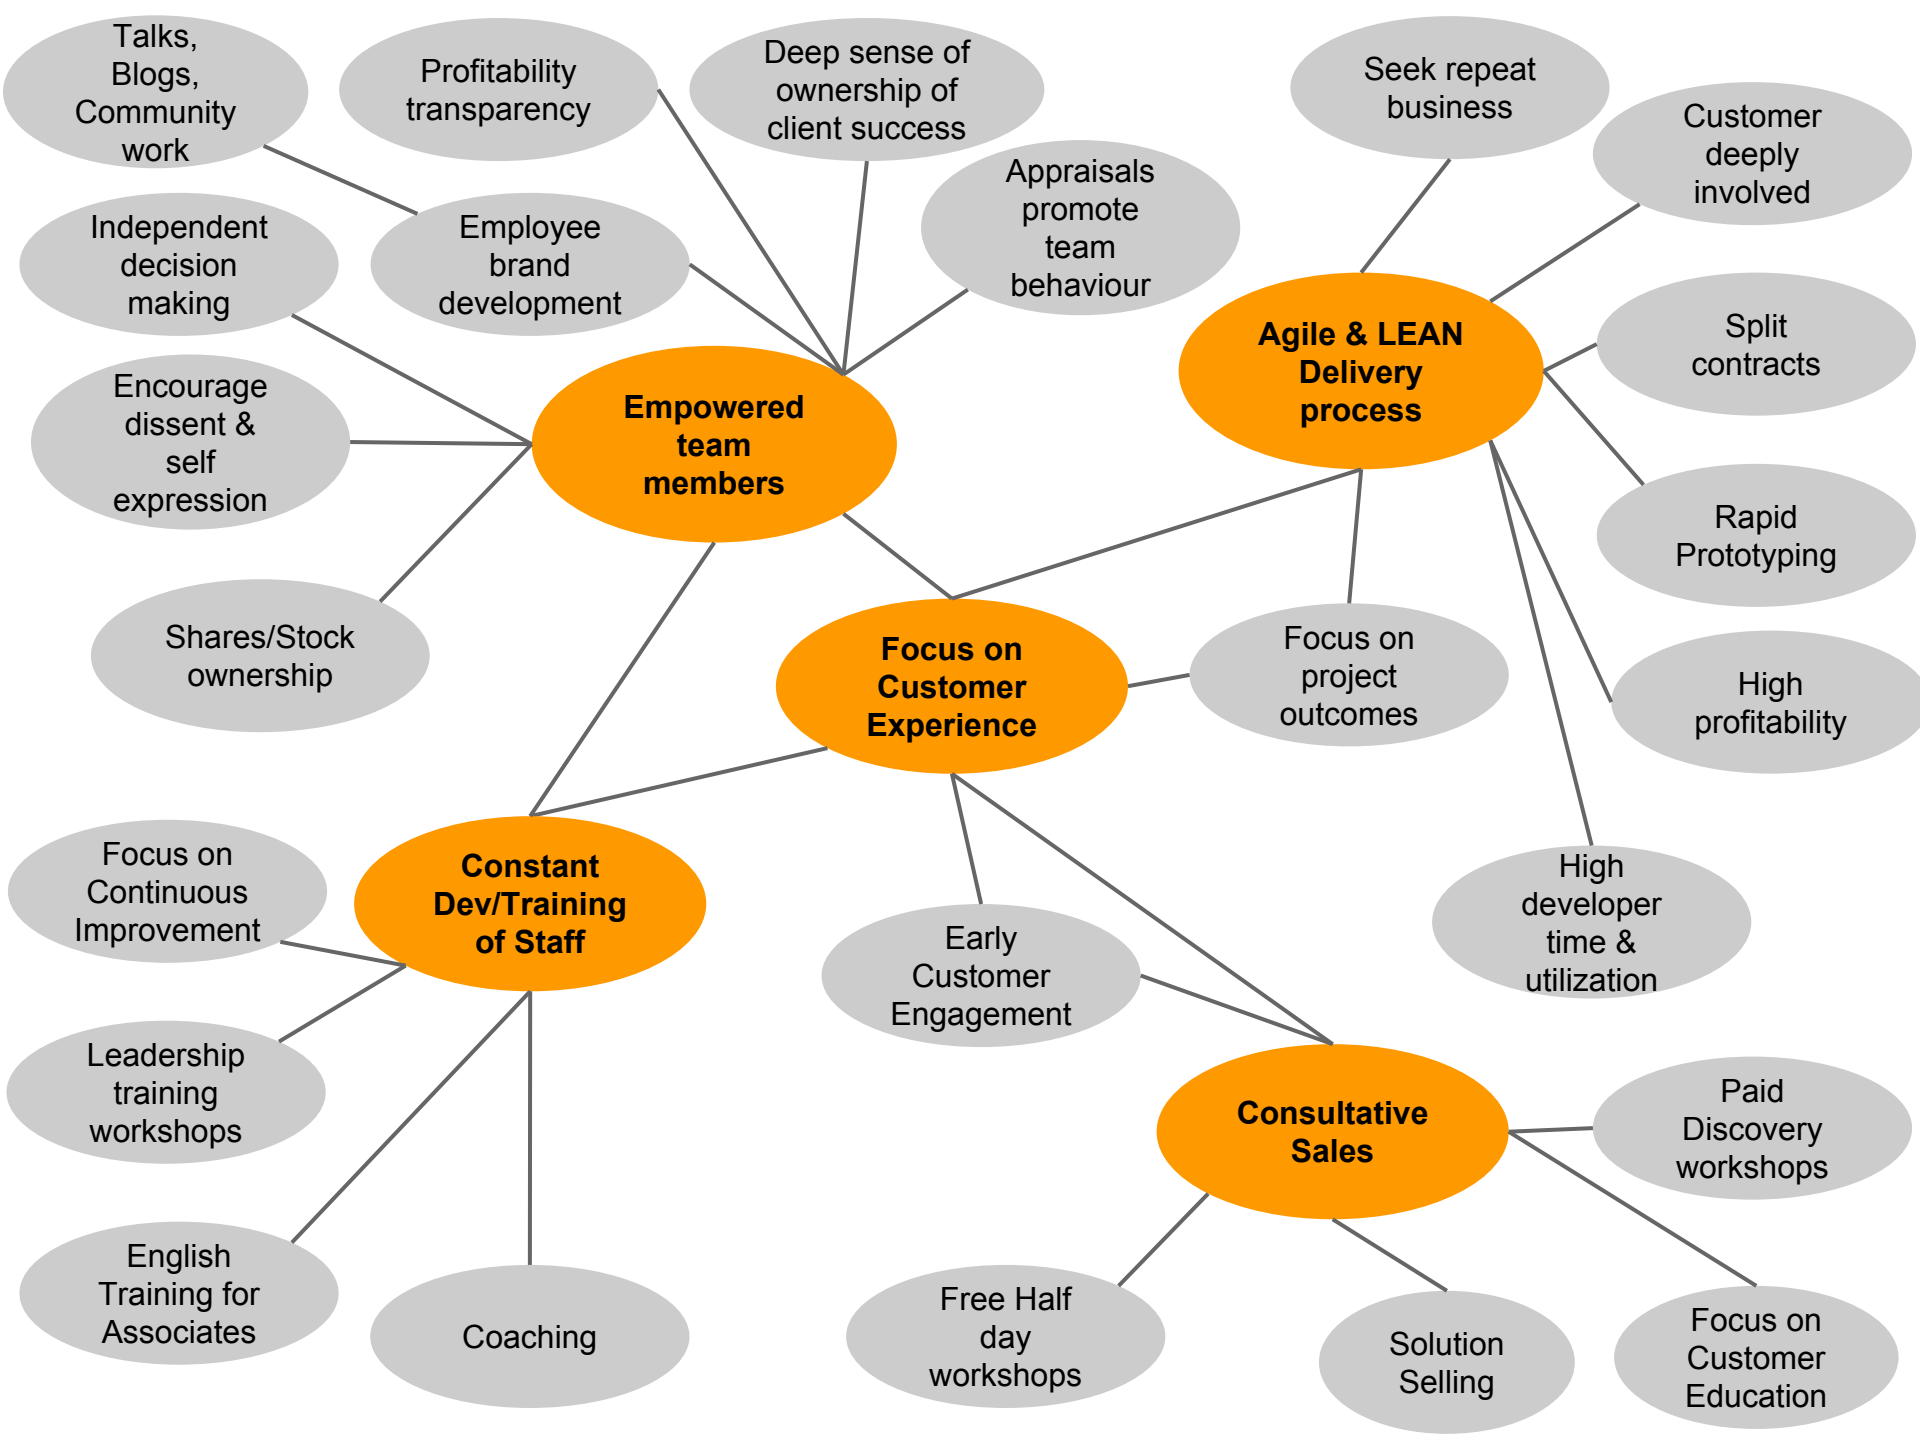 Talks,
Blogs,
Community
work
Profitability
transparency
Deep sense of
ownership of
client success
Seek repeat
business
Customer
deeply
involved
Appraisals
promote
team
behaviour
Independent
decision
making
Employee
brand
development
Agile & LEAN
Delivery
process
Split
contracts
Encourage
dissent &
self
expression
Empowered
team
members
Rapid
Prototyping
Shares/Stock
ownership
Focus on
Customer
Experience
Focus on
project
outcomes
High
profitability
Focus on
Continuous
Improvement
Constant
Dev/Training
of Staff
High
developer
time &
utilization
Early
Customer
Engagement
Leadership
training
workshops
Consultative
Sales
Paid
Discovery
workshops
English
Training for
Associates
Coaching
Free Half
day
workshops
Solution
Selling
Focus on
Customer
Education